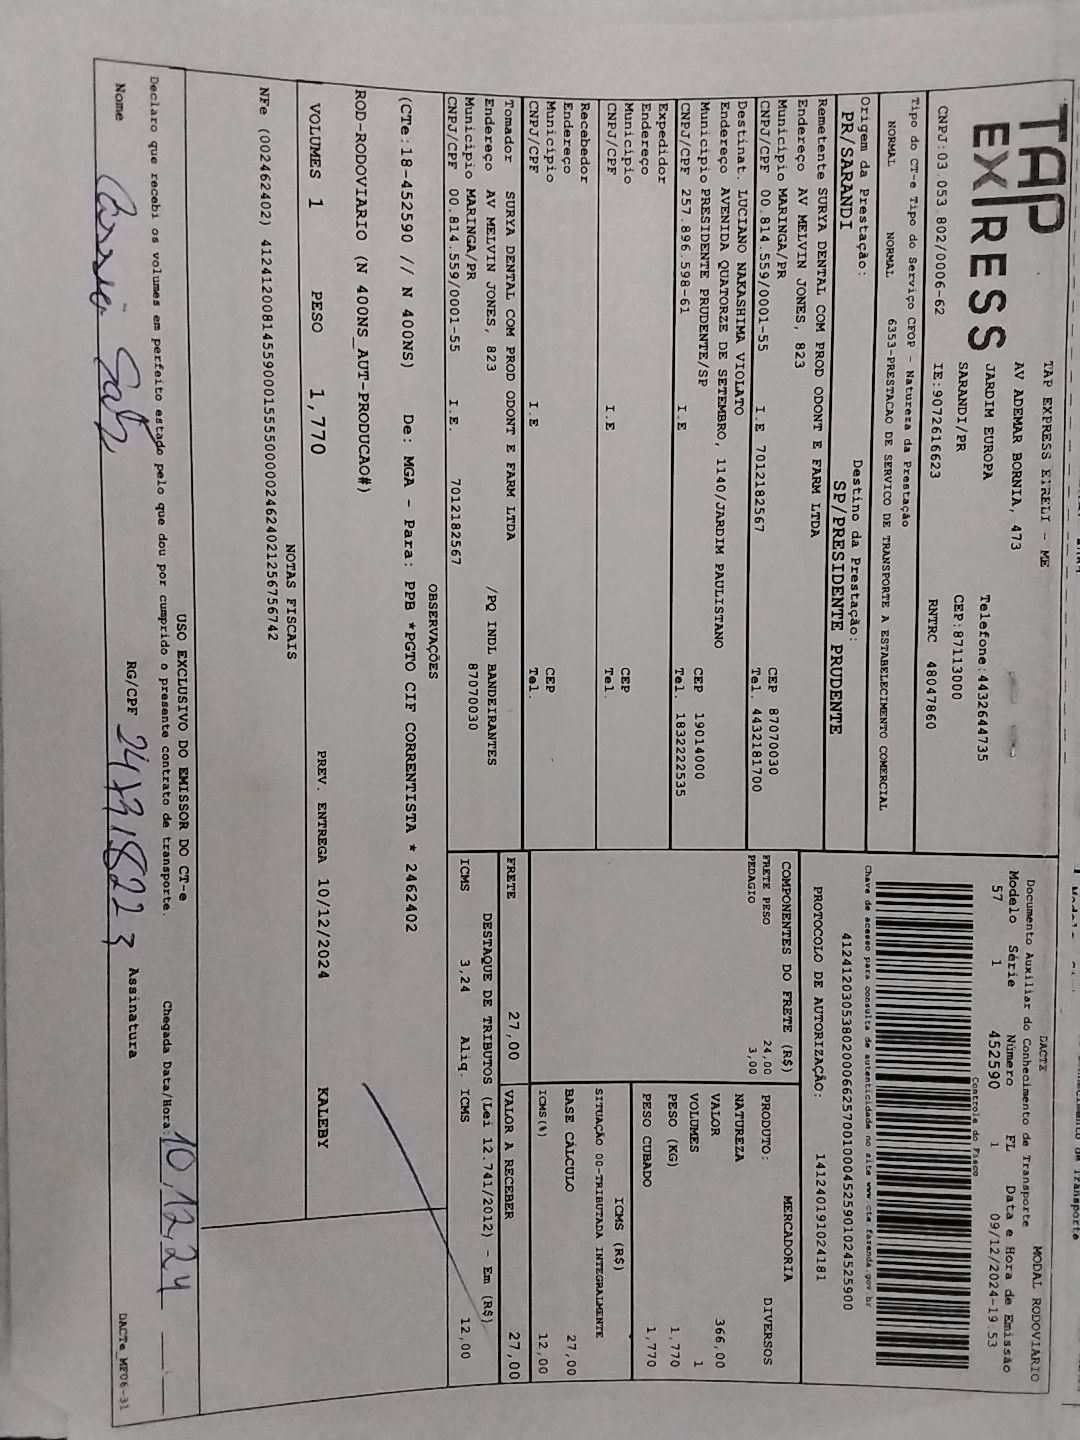 TAP
EXPRESS
TAP EXPRESS EIRELI - ME
AV ADEMAR BORNIA, 473
JARDIM EUROPA Telefone:4432644735
SARANDI/PR CEP:87113000
CNPJ:03.053.802/0006-62 IE:9072616623 RNTRC 48047860
Tipo do CT-e Tipo do Serviço CFOP - Natureza da Prestação
NORMAL NORMAL 6353-PRESTACAO DE SERVICO DE TRANSPORTE A ESTABELECIMENTO COMERCIAL
Origem da Prestação: Destino da Prestação:
PR/SARANDI SP/PRESIDENTE PRUDENTE
Remetente SURYA DENTAL COM PROD ODONT E FARM LTDA
Endereço AV MELVIN JONES, 823
Município MARINGA/PR CEP 87070030
CNPJ/CPF 00.814.559/0001-55 I.E 7012182567 Tel. 4432181700
Destinat. LUCIANO NAKASHIMA VIOLATO
Endereço AVENIDA QUATORZE DE SETEMBRO, 1140/JARDIM PAULISTANO
Município PRESIDENTE PRUDENTE/SP CEP 19014000
CNPJ/CPF 257.896.598-61 I.E Tel. 1832222535
Expedidor
Endereço
Município CEP
CNPJ/CPF I.E Tel.
Recebedor
Endereço
Município CEP
CNPJ/CPF I.E Tel.
Tomador SURYA DENTAL COM PROD ODONT E FARM LTDA
Endereço AV MELVIN JONES, 823 /PQ INDL BANDEIRANTES
Município MARINGA/PR 87070030
CNPJ/CPF 00.814.559/0001-55 I.E. 7012182567
DACTE MODAL RODOVIÁRIO
Documento Auxiliar do Conhecimento de Transporte
Modelo Série Número FL Data e Hora de Emissão
57 1 452590 1 09/12/2024-19:53
Controle do Fisco
Chave de acesso para consulta de autenticidade no site www.cte.fazenda.gov.br
41241203053802000662570010004525901024525900
PROTOCOLO DE AUTORIZAÇÃO: 141240191024181
COMPONENTES DO FRETE (R$)
FRETE PESO 24,00
PEDAGIO 3,00
MERCADORIA
PRODUTO: DIVERSOS
NATUREZA
VALOR 366,00
VOLUMES 1
PESO (KG) 1,770
PESO CUBADO 1,770
ICMS (R$)
SITUAÇÃO 00-TRIBUTADA INTEGRALMENTE
BASE CÁLCULO 27,00
ICMS(%) 12,00
FRETE 27,00 VALOR A RECEBER 27,00
DESTAQUE DE TRIBUTOS (Lei 12.741/2012) - Em (R$)
ICMS 3,24 Aliq. ICMS 12,00
OBSERVAÇÕES
(CTe:18-452590 // N 400NS) De: MGA - Para: PPB *PGTO CIF CORRENTISTA * 2462402
ROD-RODOVIARIO (N 400NS_AUT-PRODUCAO#)
VOLUMES 1 PESO 1,770 PREV. ENTREGA 10/12/2024 KALEBY
NOTAS FISCAIS
NFe (002462402) 41241200814559000155550000024624021256756742
USO EXCLUSIVO DO EMISSOR DO CT-e
Declaro que recebi os volumes em perfeito estado pelo que dou por cumprido o presente contrato de transporte. Chegada Data/Hora: 10/12/24
Nome RG/CPF Assinatura
DACTe_MF06-31